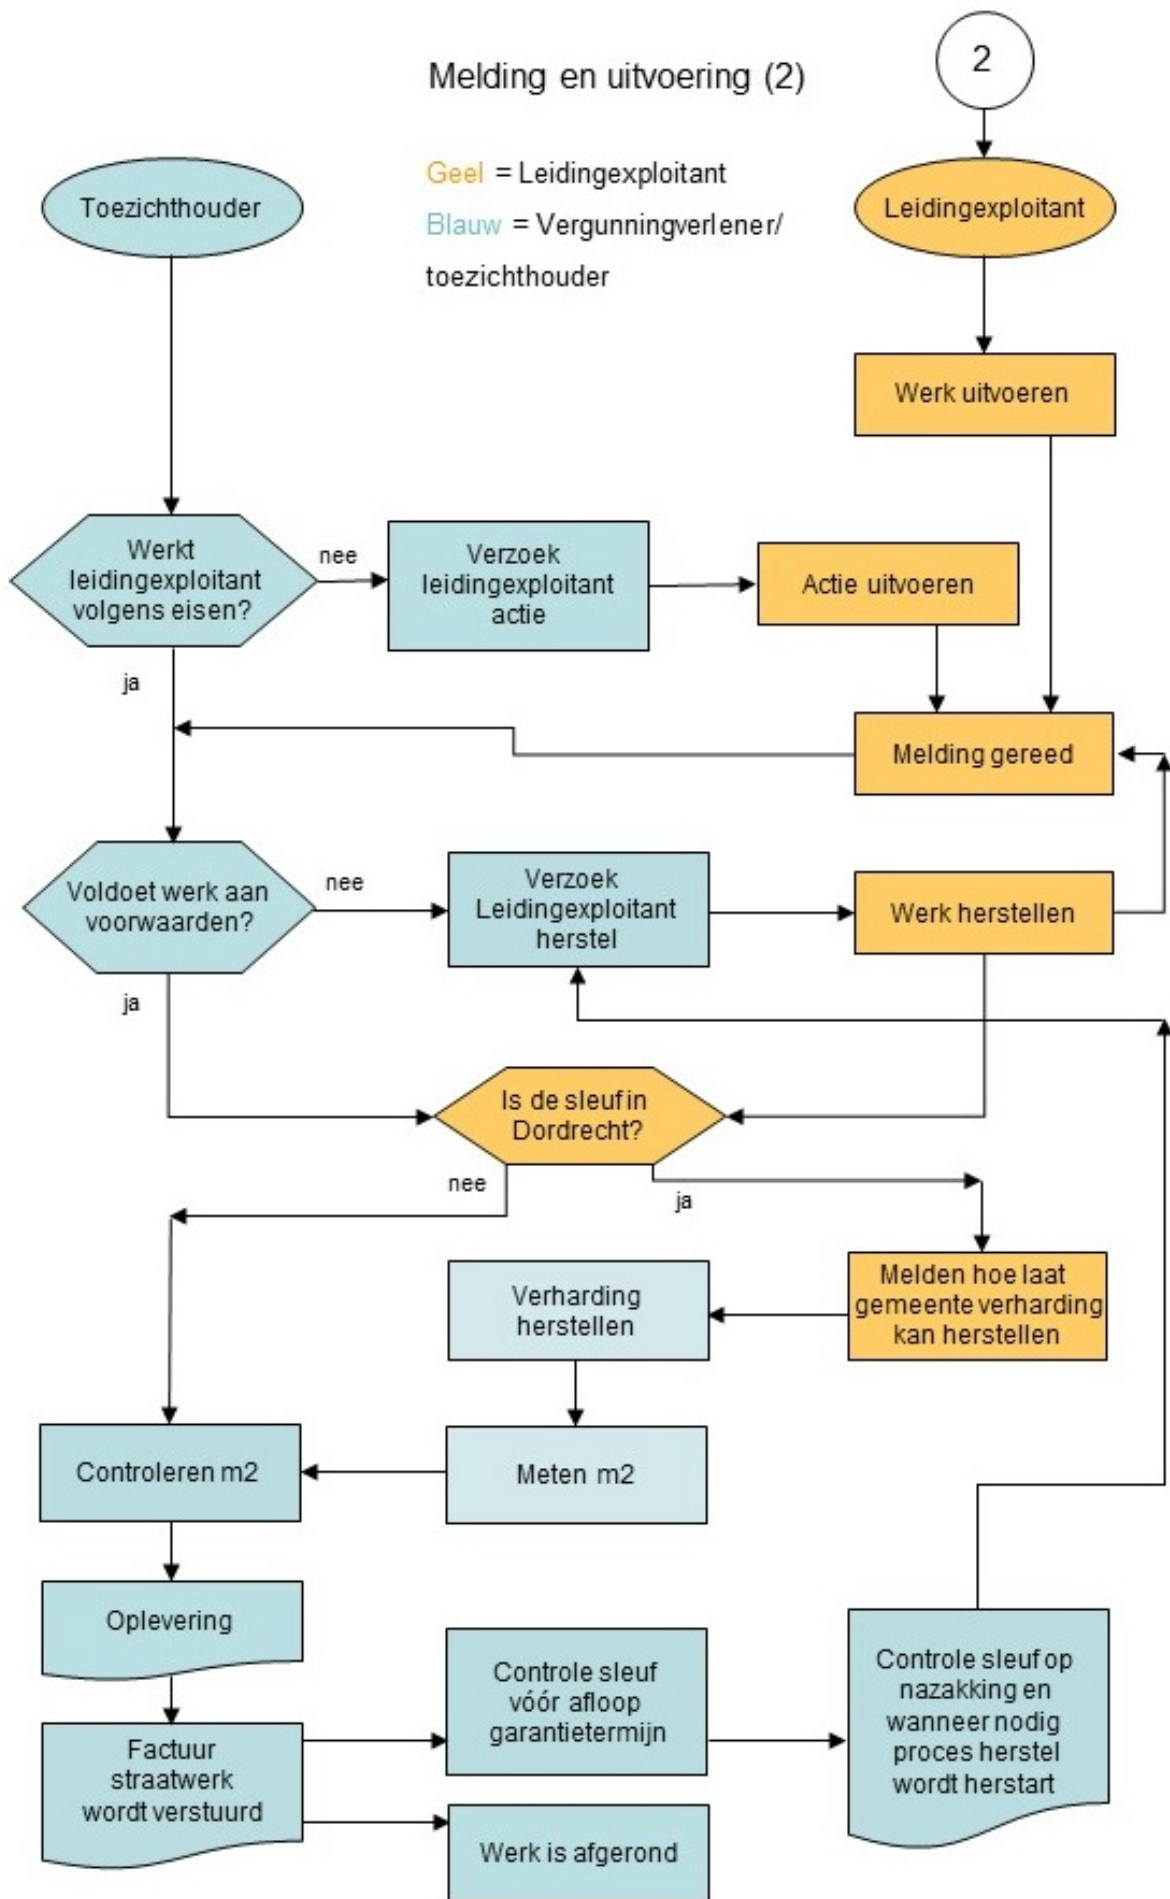 2
Melding en uitvoering (2)
Geel = Leidingexploitant
Blauw = Vergunningverlener/
toezichthouder
Toezichthouder
Leidingexploitant
Werk uitvoeren
Werkt
leidingexploitant
volgens eisen?
nee
Verzoek
leidingexploitant
actie
Actie uitvoeren
ja
Melding gereed
Voldoet werk aan
voorwaarden?
nee
Verzoek
Leidingexploitant
herstel
Werk herstellen
ja
Is de sleuf in
Dordrecht?
nee
ja
Melden hoe laat
gemeente verharding
kan herstellen
Verharding
herstellen
Controleren m2
Meten m2
Oplevering
Factuur
straatwerk
wordt verstuurd
Controle sleuf
vóór afloop
garantietermijn
Controle sleuf op
nazakking en
wanneer nodig
proces herstel
wordt herstart
Werk is afgerond